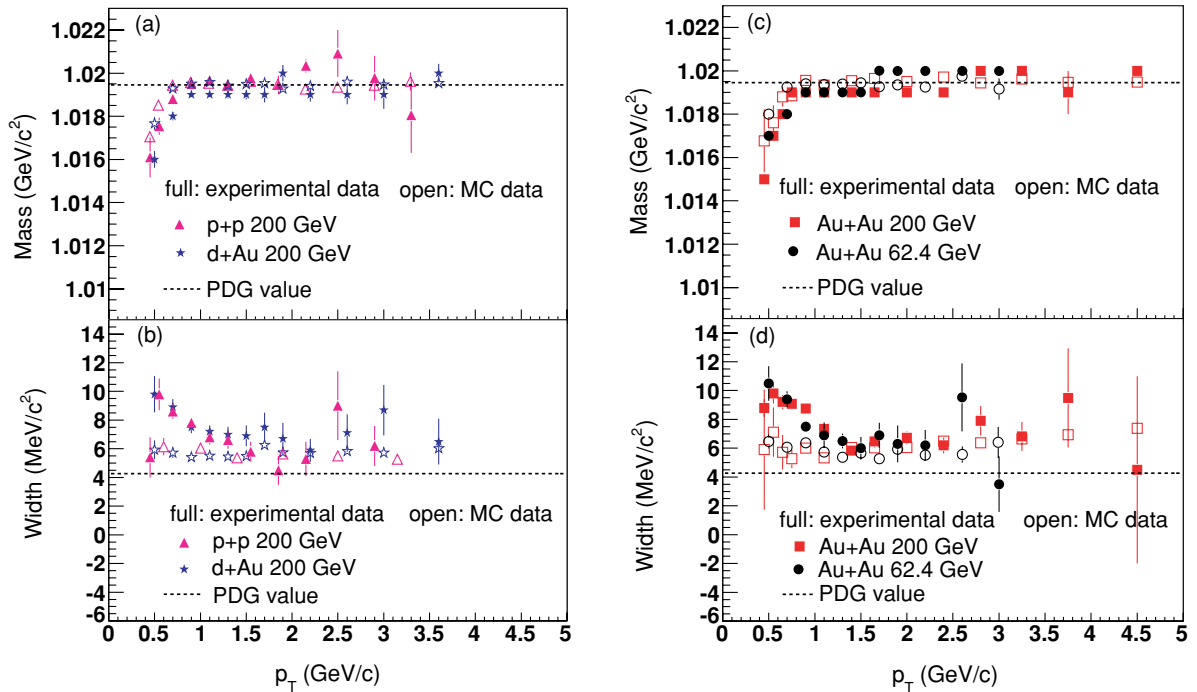 (a)
1.022
1.02
1.018
1.016
1.014
1.012
1.01
Mass (GeV/c²)
full: experimental data open: MC data
p+p 200 GeV
d+Au 200 GeV
PDG value
(b)
14
12
10
8
6
4
2
0
-2
-4
-6
Width (MeV/c²)
full: experimental data open: MC data
p+p 200 GeV
d+Au 200 GeV
PDG value
0 0.5 1 1.5 2 2.5 3 3.5 4 4.5 5
p_T (GeV/c)
(c)
1.022
1.02
1.018
1.016
1.014
1.012
1.01
Mass (GeV/c²)
full: experimental data open: MC data
Au+Au 200 GeV
Au+Au 62.4 GeV
PDG value
(d)
14
12
10
8
6
4
2
0
-2
-4
-6
Width (MeV/c²)
full: experimental data open: MC data
Au+Au 200 GeV
Au+Au 62.4 GeV
PDG value
0 0.5 1 1.5 2 2.5 3 3.5 4 4.5 5
p_T (GeV/c)